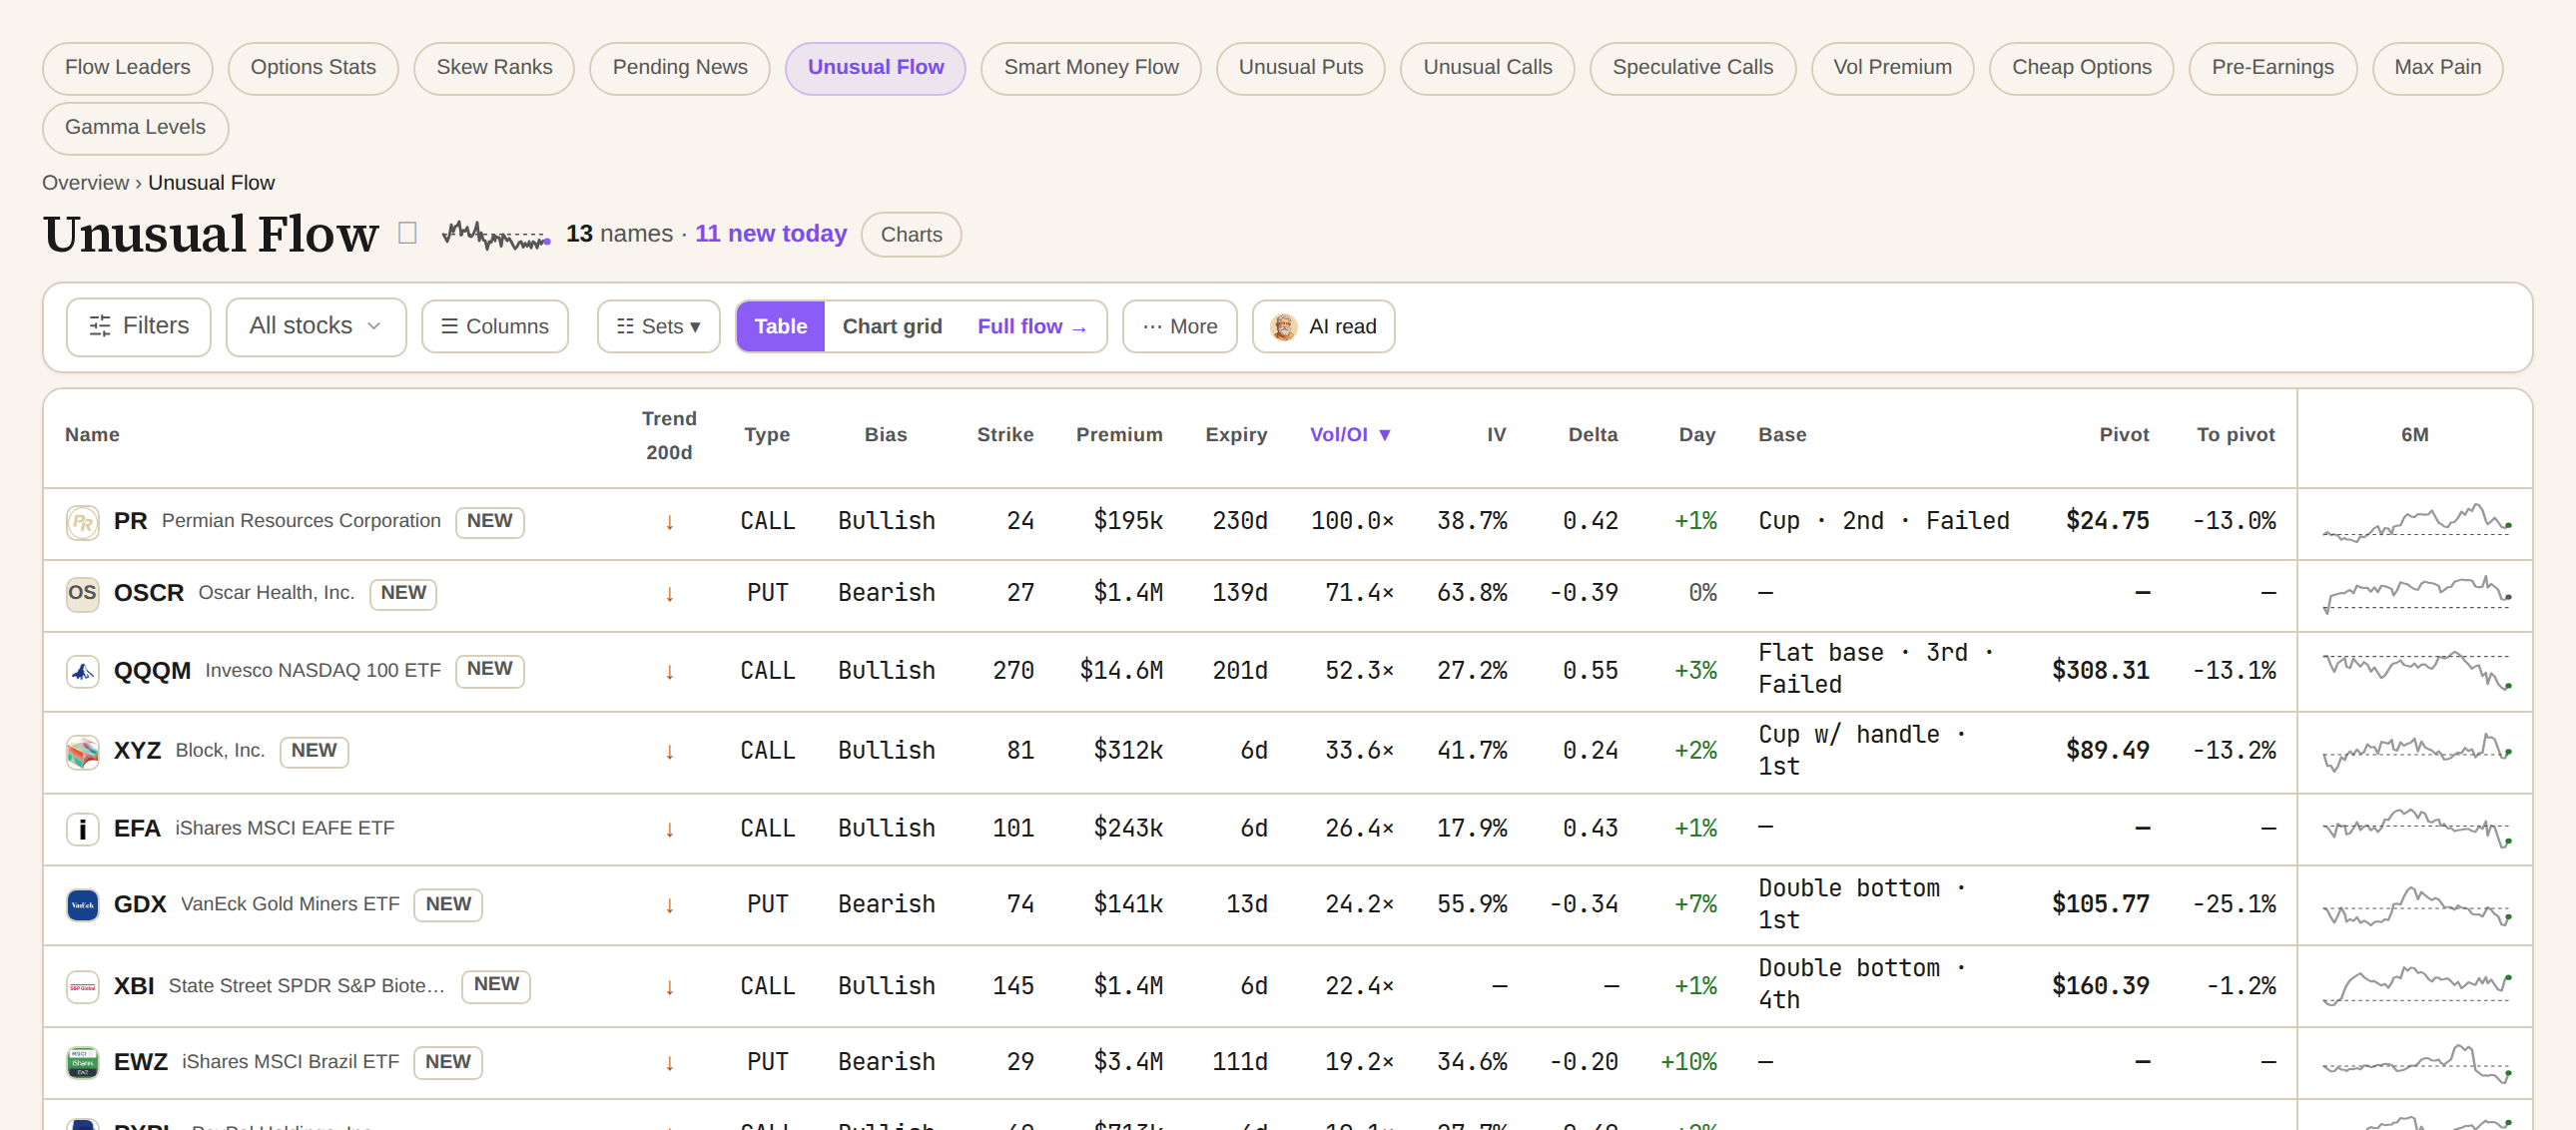 Flow Leaders Options Stats Skew Ranks Pending News Unusual Flow Smart Money Flow Unusual Puts Unusual Calls Speculative Calls Vol Premium Cheap Options Pre-Earnings Max Pain
Gamma Levels
Overview › Unusual Flow
Unusual Flow 13 names · 11 new today Charts
Filters All stocks Columns Sets ▾ Table Chart grid Full flow → ⋯ More AI read
Name Trend 200d Type Bias Strike Premium Expiry Vol/OI ▼ IV Delta Day Base Pivot To pivot 6M
PR PR Permian Resources Corporation NEW ↓ CALL Bullish 24 $195k 230d 100.0× 38.7% 0.42 +1% Cup · 2nd · Failed $24.75 -13.0%
OS OSCR Oscar Health, Inc. NEW ↓ PUT Bearish 27 $1.4M 139d 71.4× 63.8% -0.39 0% — — —
QQQM Invesco NASDAQ 100 ETF NEW ↓ CALL Bullish 270 $14.6M 201d 52.3× 27.2% 0.55 +3% Flat base · 3rd · Failed $308.31 -13.1%
XYZ Block, Inc. NEW ↓ CALL Bullish 81 $312k 6d 33.6× 41.7% 0.24 +2% Cup w/ handle · 1st $89.49 -13.2%
i EFA iShares MSCI EAFE ETF ↓ CALL Bullish 101 $243k 6d 26.4× 17.9% 0.43 +1% — — —
VanEck GDX VanEck Gold Miners ETF NEW ↓ PUT Bearish 74 $141k 13d 24.2× 55.9% -0.34 +7% Double bottom · 1st $105.77 -25.1%
S&P Global XBI State Street SPDR S&P Biote… NEW ↓ CALL Bullish 145 $1.4M 6d 22.4× — — +1% Double bottom · 4th $160.39 -1.2%
MSCI iShares EWZ EWZ iShares MSCI Brazil ETF NEW ↓ PUT Bearish 29 $3.4M 111d 19.2× 34.6% -0.20 +10% — — —